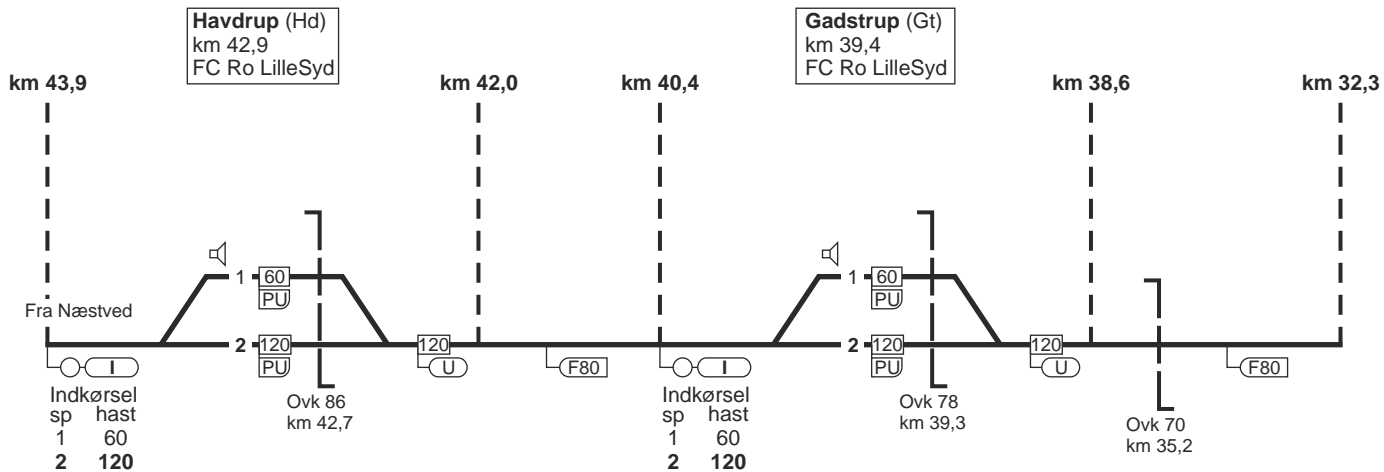 Havdrup (Hd)
km 42,9
FC Ro LilleSyd
Gadstrup (Gt)
km 39,4
FC Ro LilleSyd
km 43,9
km 42,0
km 40,4
km 38,6
km 32,3
1 60
PU
1 60
PU
Fra Næstved
2 120
PU
120
U
F80
2 120
PU
120
U
F80
I
Indkørsel
sp hast
1 60
2 120
Ovk 86
km 42,7
I
Indkørsel
sp hast
1 60
2 120
Ovk 78
km 39,3
Ovk 70
km 35,2